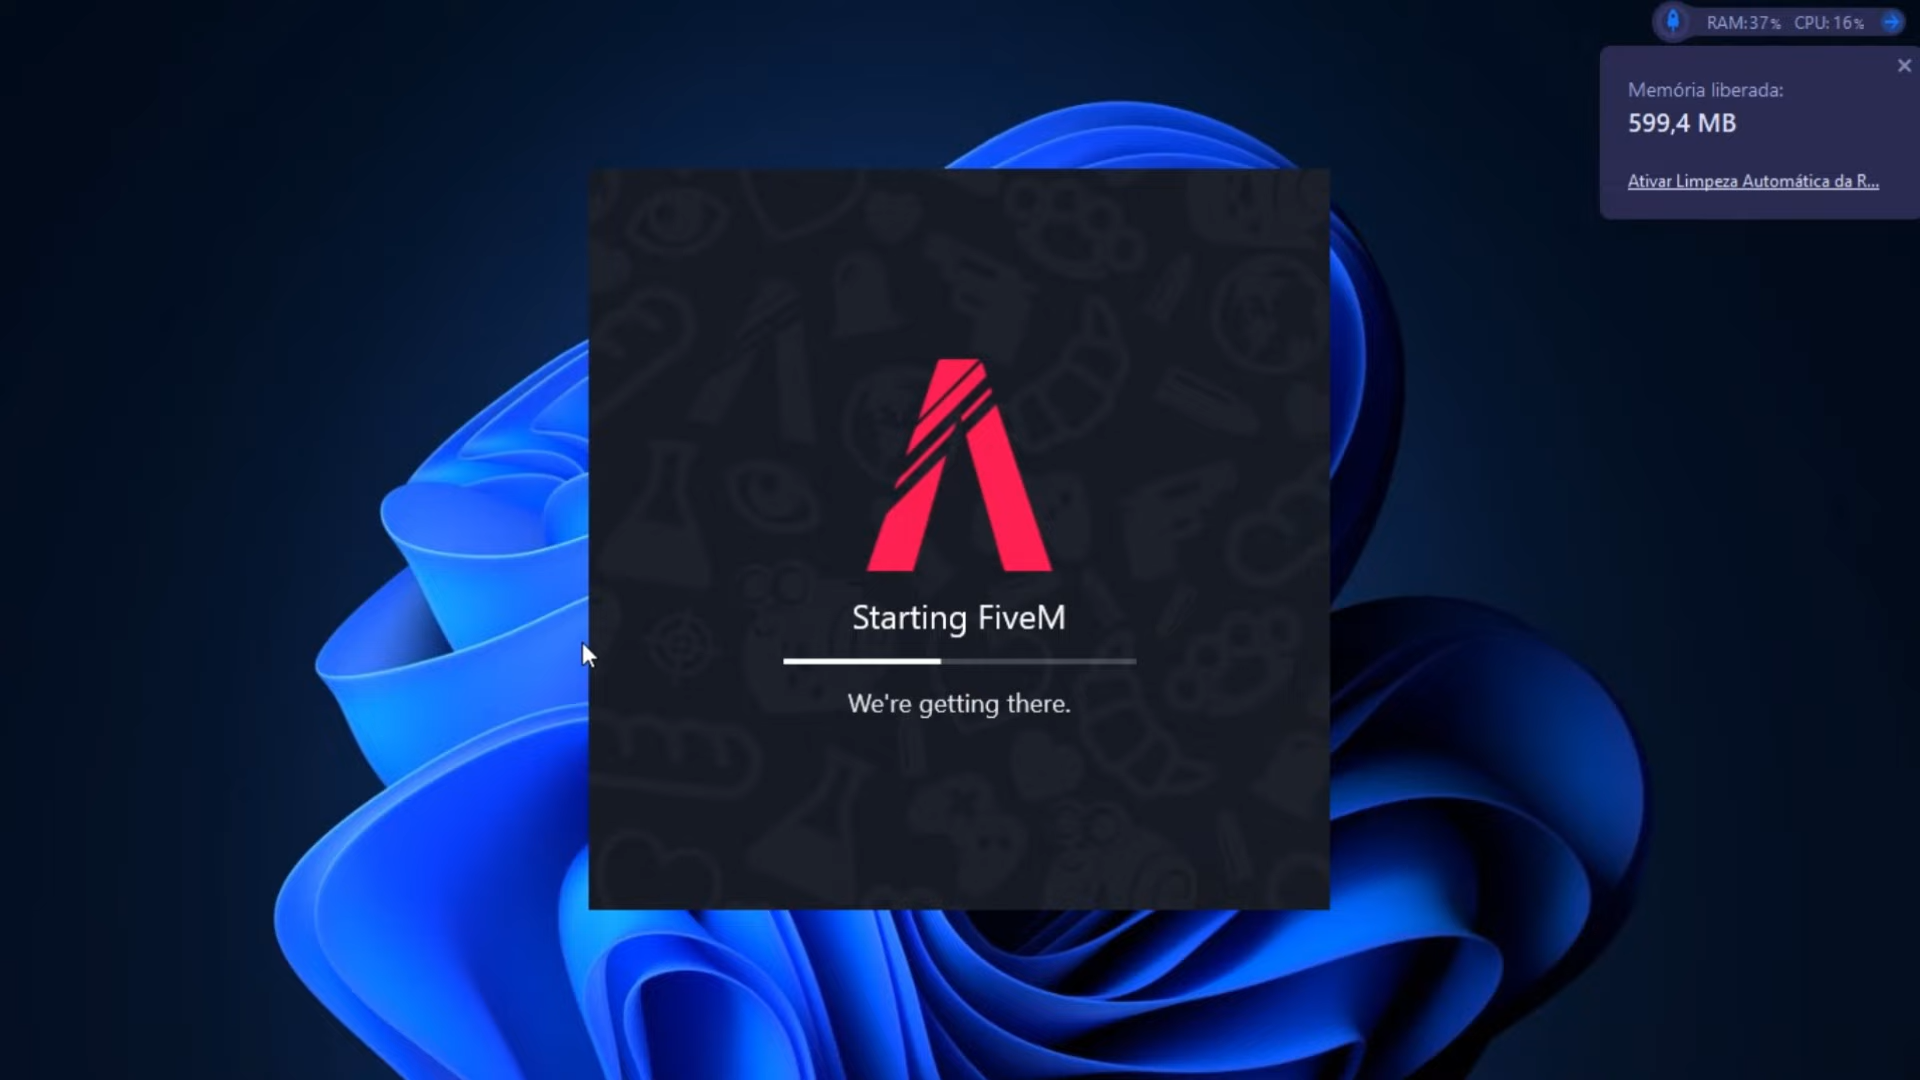 RAM:37% CPU: 16%
Memória liberada:
599,4 MB
Ativar Limpeza Automática da R...
Starting FiveM
We're getting there.